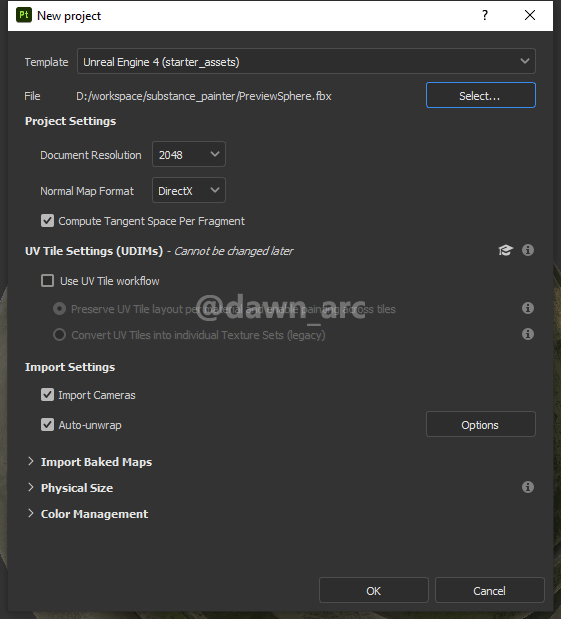 Pt New project ?
Template Unreal Engine 4 (starter_assets)
File D:/workspace/substance_painter/PreviewSphere.fbx Select...
Project Settings
Document Resolution 2048
Normal Map Format DirectX
Compute Tangent Space Per Fragment
UV Tile Settings (UDIMs) - Cannot be changed later
Use UV Tile workflow
Preserve UV Tile layout per material and enable painting across tiles
@dawn_arc
Convert UV Tiles into individual Texture Sets (legacy)
Import Settings
Import Cameras
Auto-unwrap Options
Import Baked Maps
Physical Size
Color Management
OK Cancel